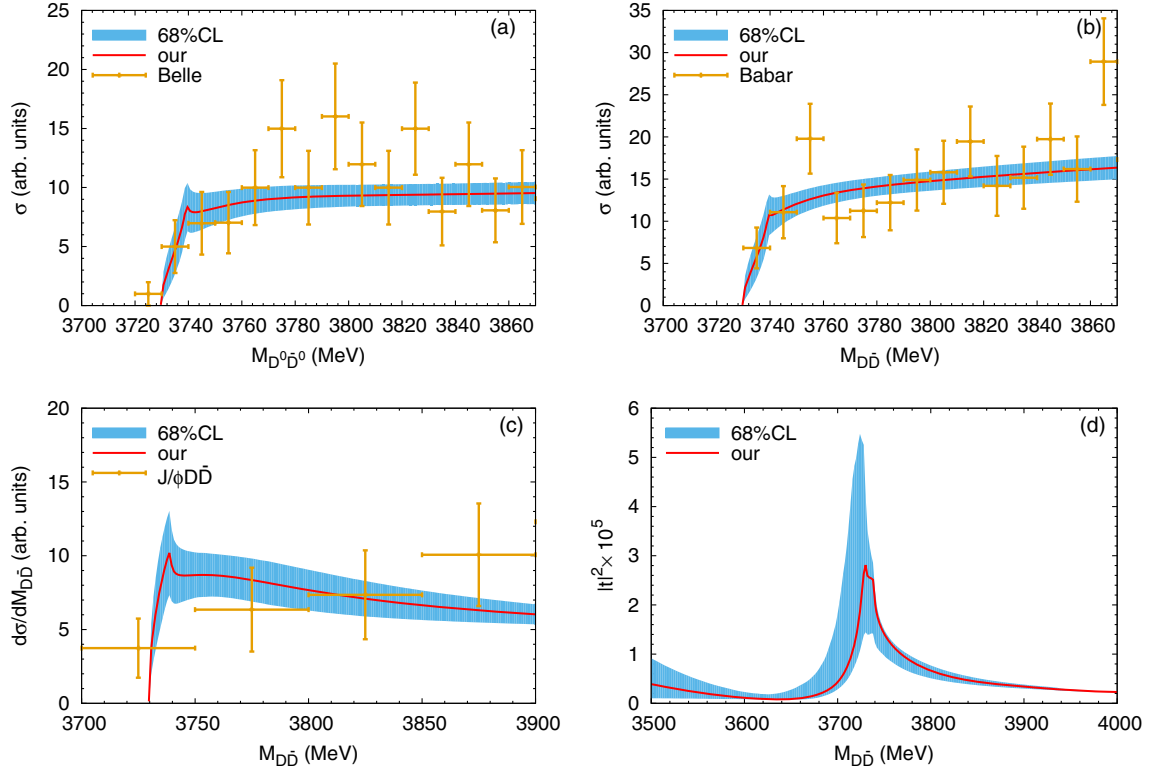 (a)
68%CL
our
Belle
σ (arb. units)
25
20
15
10
5
0
3700 3720 3740 3760 3780 3800 3820 3840 3860
M_{D⁰D̄⁰} (MeV)
(b)
68%CL
our
Babar
σ (arb. units)
35
30
25
20
15
10
5
0
3700 3720 3740 3760 3780 3800 3820 3840 3860
M_{DD̄} (MeV)
(c)
68%CL
our
J/ϕDD̄
dσ/dM_{DD̄} (arb. units)
20
15
10
5
0
3700 3750 3800 3850 3900
M_{DD̄} (MeV)
(d)
68%CL
our
|t|² × 10⁵
6
5
4
3
2
1
0
3500 3600 3700 3800 3900 4000
M_{DD̄} (MeV)